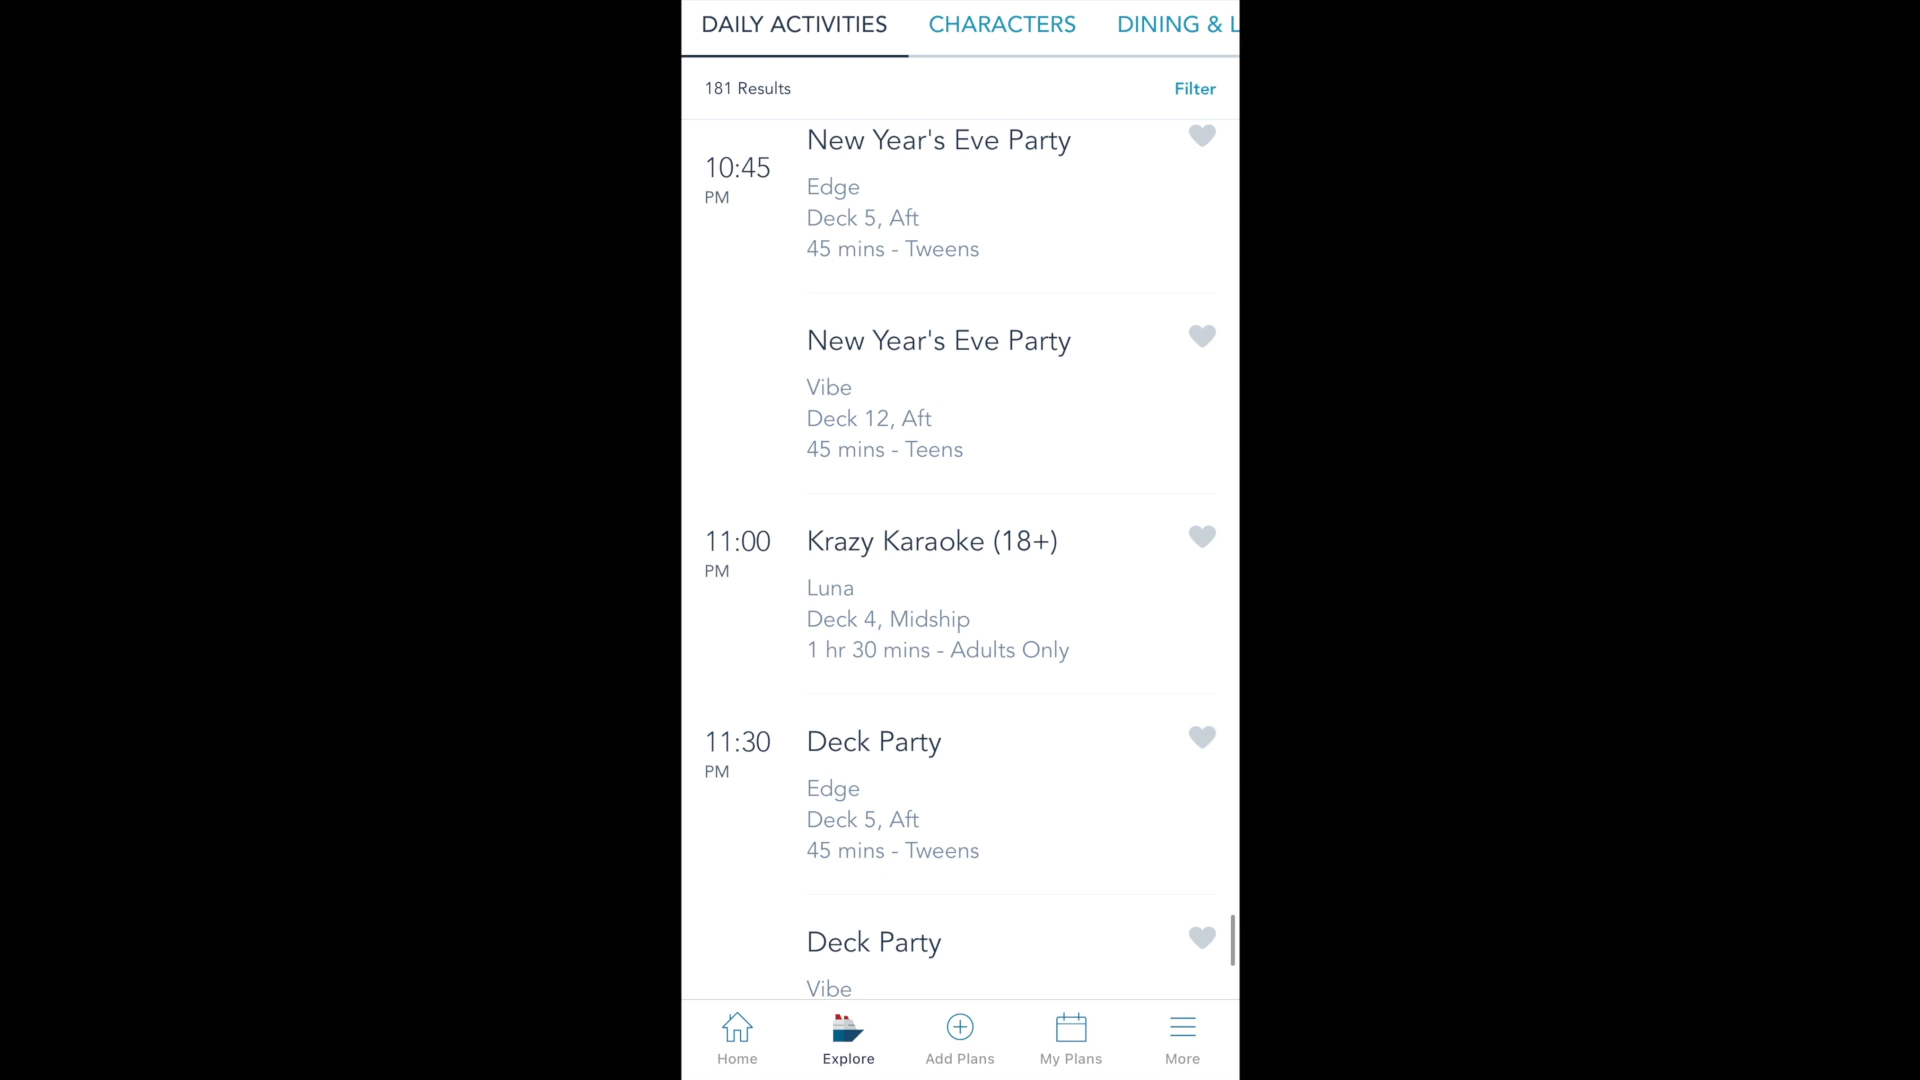 DAILY ACTIVITIES CHARACTERS DINING & L
181 Results Filter
New Year's Eve Party
10:45
PM
Edge
Deck 5, Aft
45 mins - Tweens
New Year's Eve Party
Vibe
Deck 12, Aft
45 mins - Teens
11:00
PM
Krazy Karaoke (18+)
Luna
Deck 4, Midship
1 hr 30 mins - Adults Only
11:30
PM
Deck Party
Edge
Deck 5, Aft
45 mins - Tweens
Deck Party
Vibe
Home Explore Add Plans My Plans More